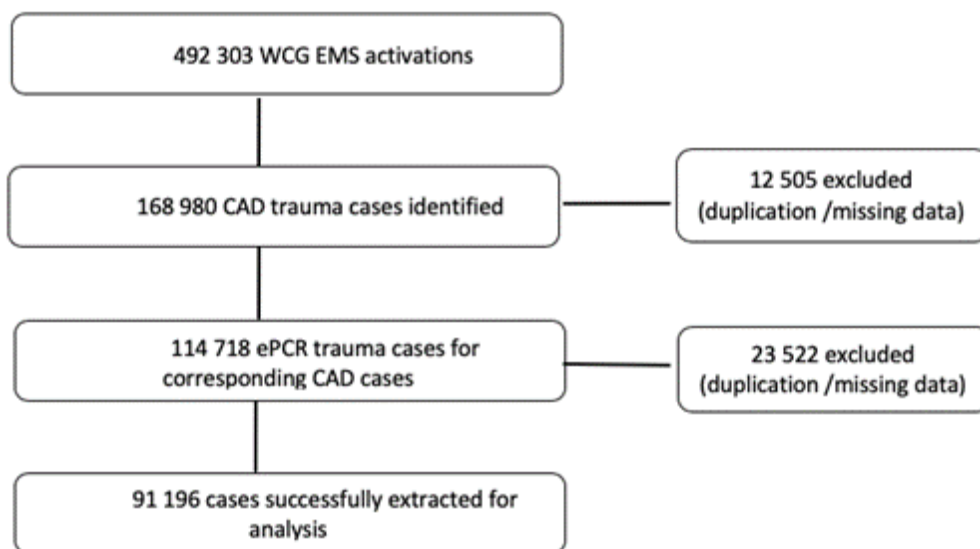 492 303 WCG EMS activations
168 980 CAD trauma cases identified
12 505 excluded
(duplication /missing data)
114 718 ePCR trauma cases for
corresponding CAD cases
23 522 excluded
(duplication /missing data)
91 196 cases successfully extracted for
analysis